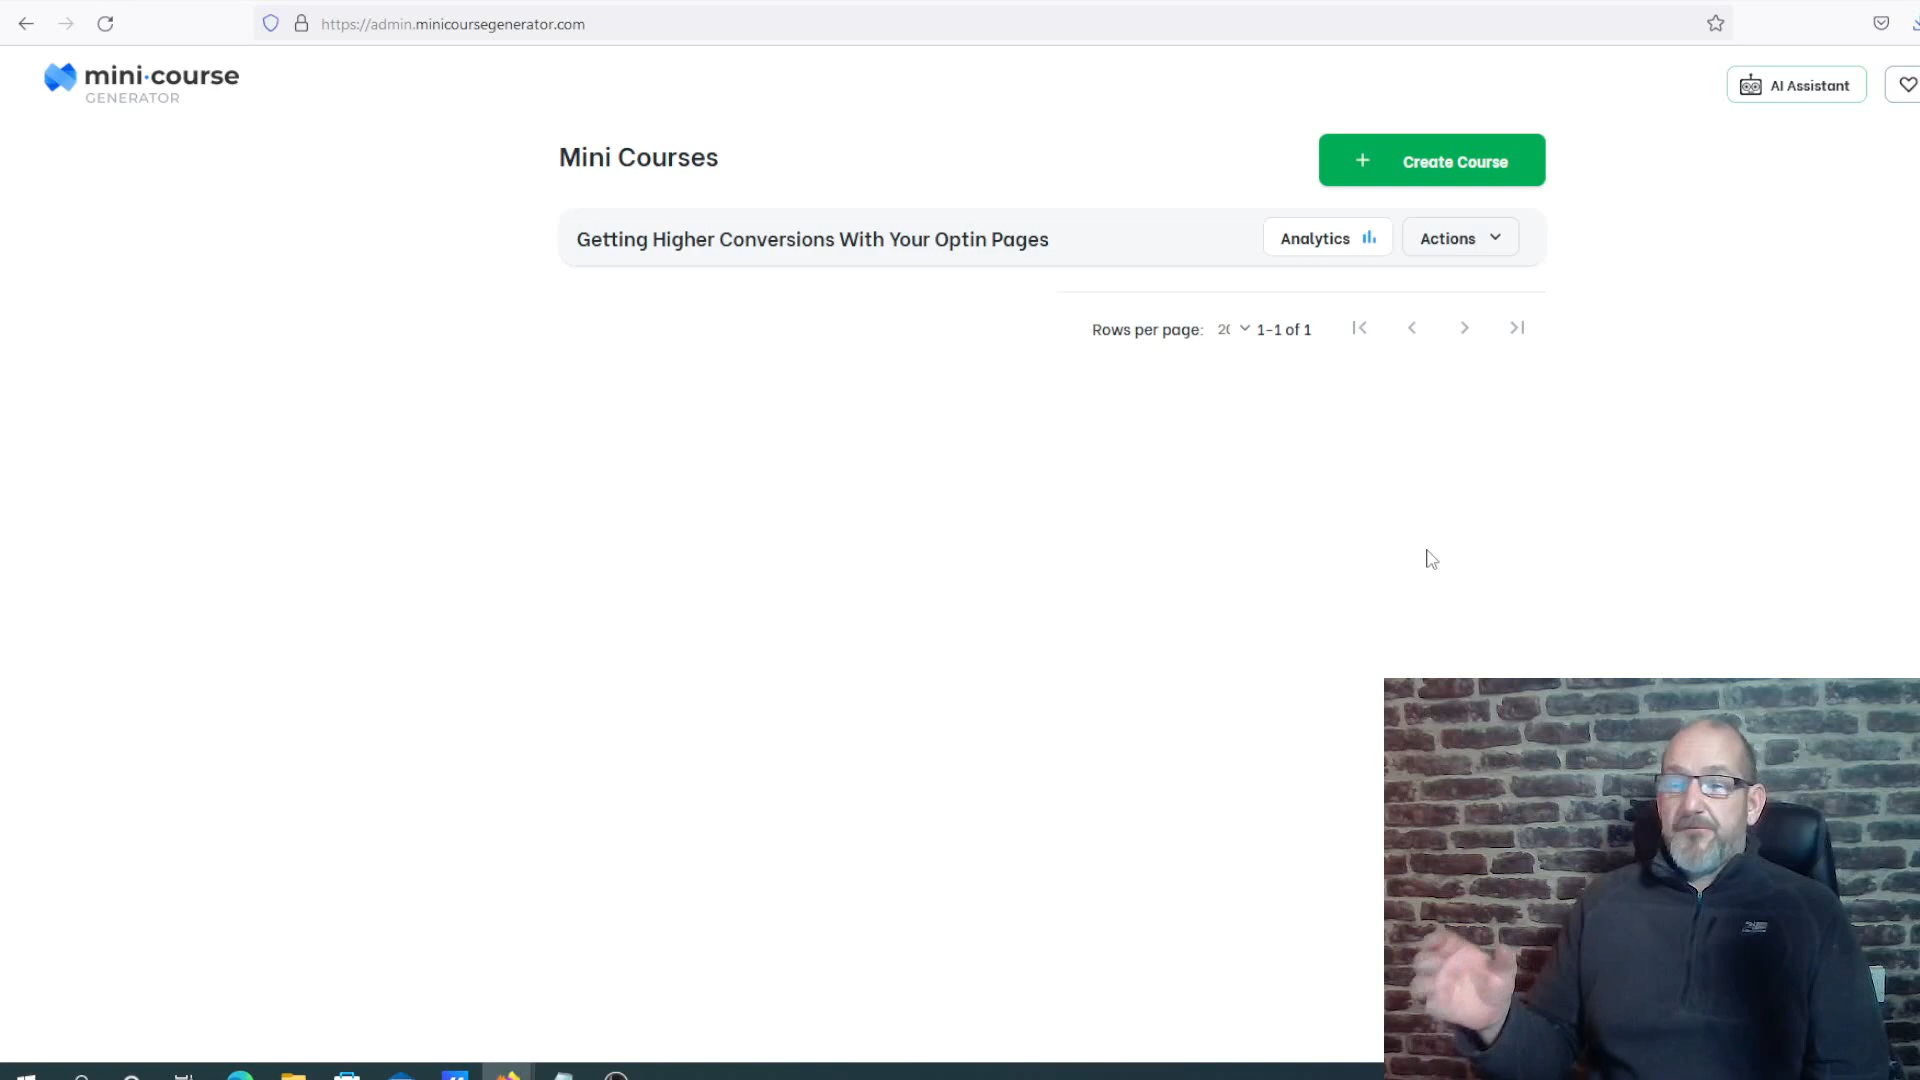 https://admin.minicoursegenerator.com
mini·course
GENERATOR
AI Assistant
Mini Courses
+ Create Course
Getting Higher Conversions With Your Optin Pages
Analytics
Actions
Rows per page:
1-1 of 1